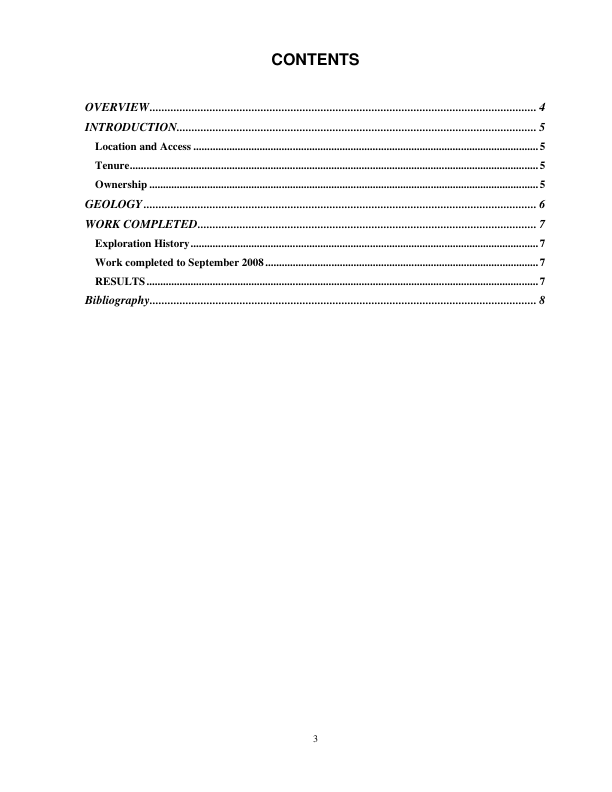 CONTENTS
OVERVIEW................................................................................................................................. 4
INTRODUCTION........................................................................................................................ 5
Location and Access ............................................................................................................................. 5
Tenure.................................................................................................................................................... 5
Ownership ............................................................................................................................................. 5
GEOLOGY ................................................................................................................................... 6
WORK COMPLETED................................................................................................................. 7
Exploration History............................................................................................................................... 7
Work completed to September 2008 .................................................................................................... 7
RESULTS .............................................................................................................................................. 7
Bibliography................................................................................................................................. 8
3